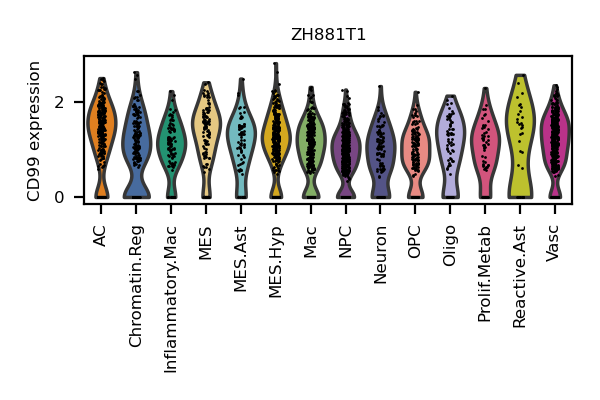 ZH881T1
CD99 expression
2
0
AC
Chromatin.Reg
Inflammatory.Mac
MES
MES.Ast
MES.Hyp
Mac
NPC
Neuron
OPC
Oligo
Prolif.Metab
Reactive.Ast
Vasc